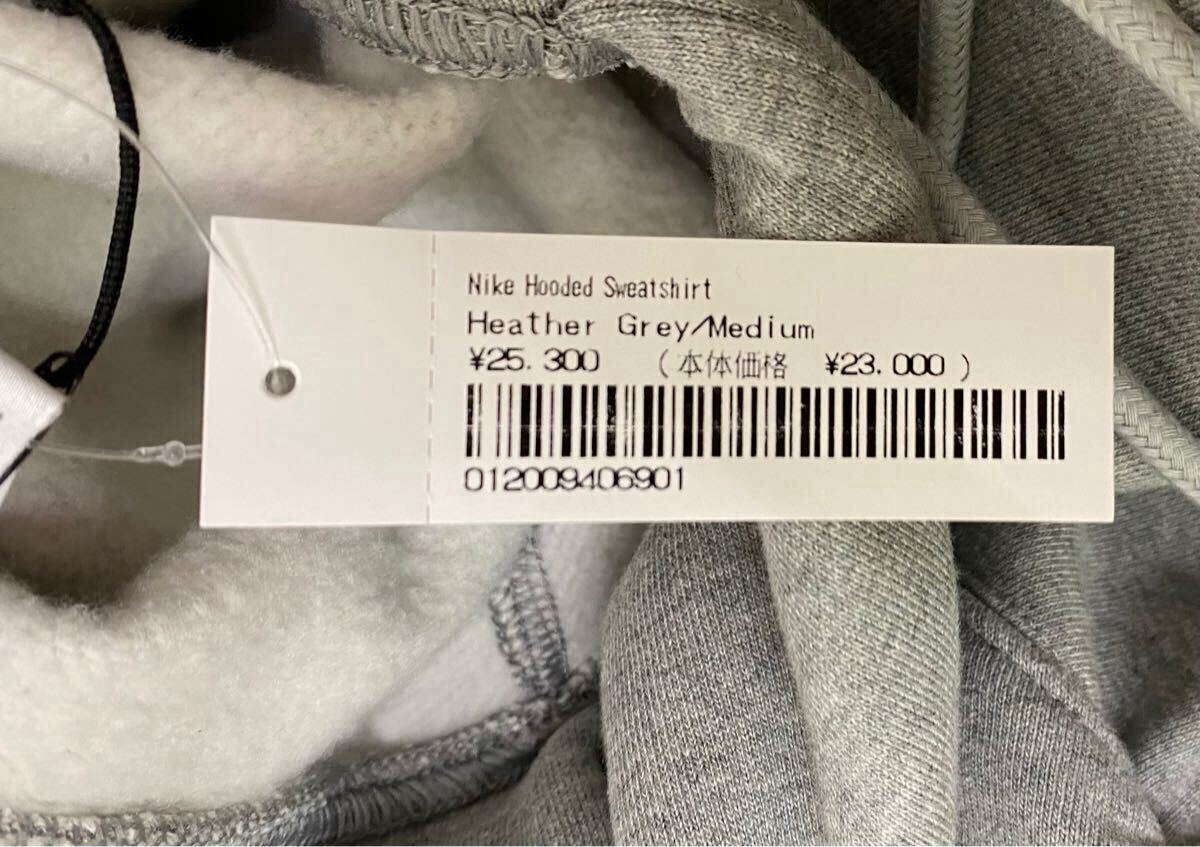 Nike Hooded Sweatshirt
Heather Grey/Medium
¥25.300 (本体価格 ¥23.000)
012009406901